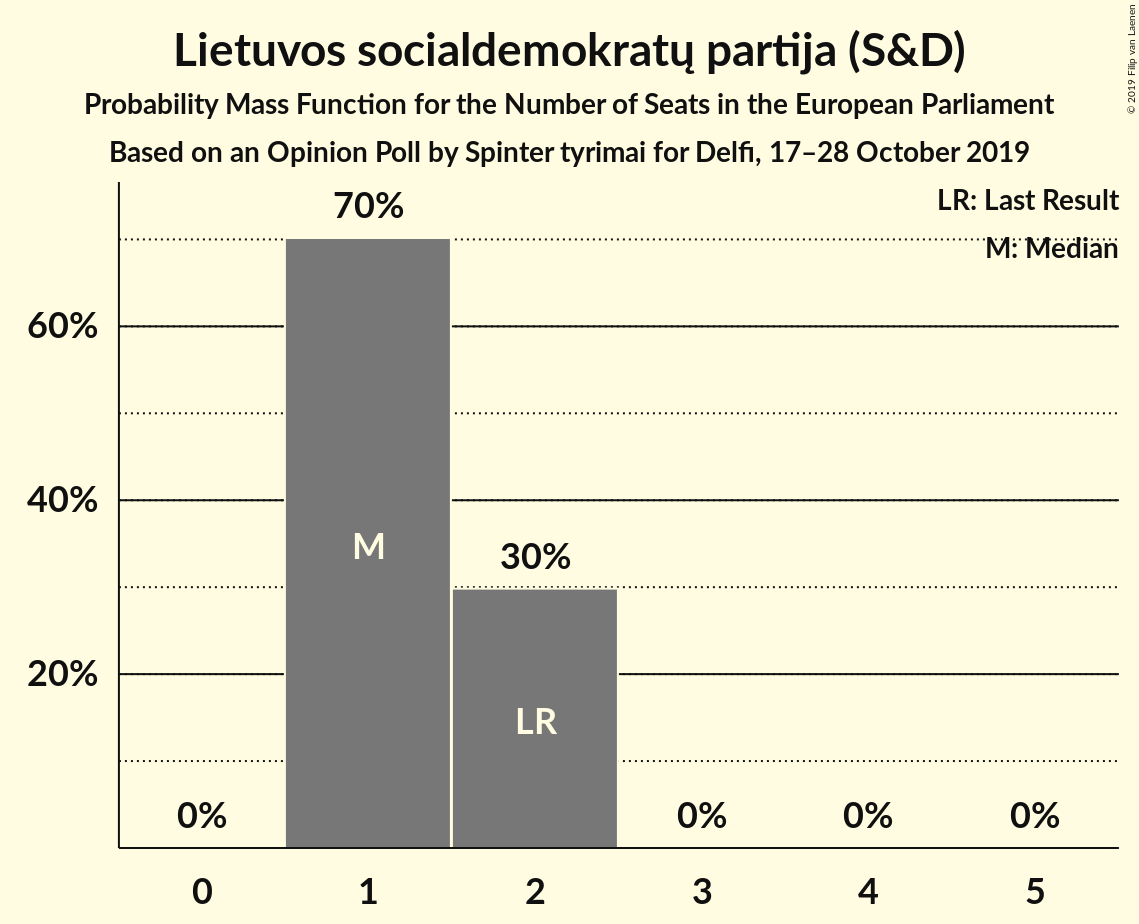 Lietuvos socialdemokratų partija (S&D)
Probability Mass Function for the Number of Seats in the European Parliament
Based on an Opinion Poll by Spinter tyrimai for Delfi, 17–28 October 2019
© 2019 Filip van Laenen
LR: Last Result
M: Median
70%
60%
40%
M
30%
20%
LR
0%
0%
0%
0%
0
1
2
3
4
5